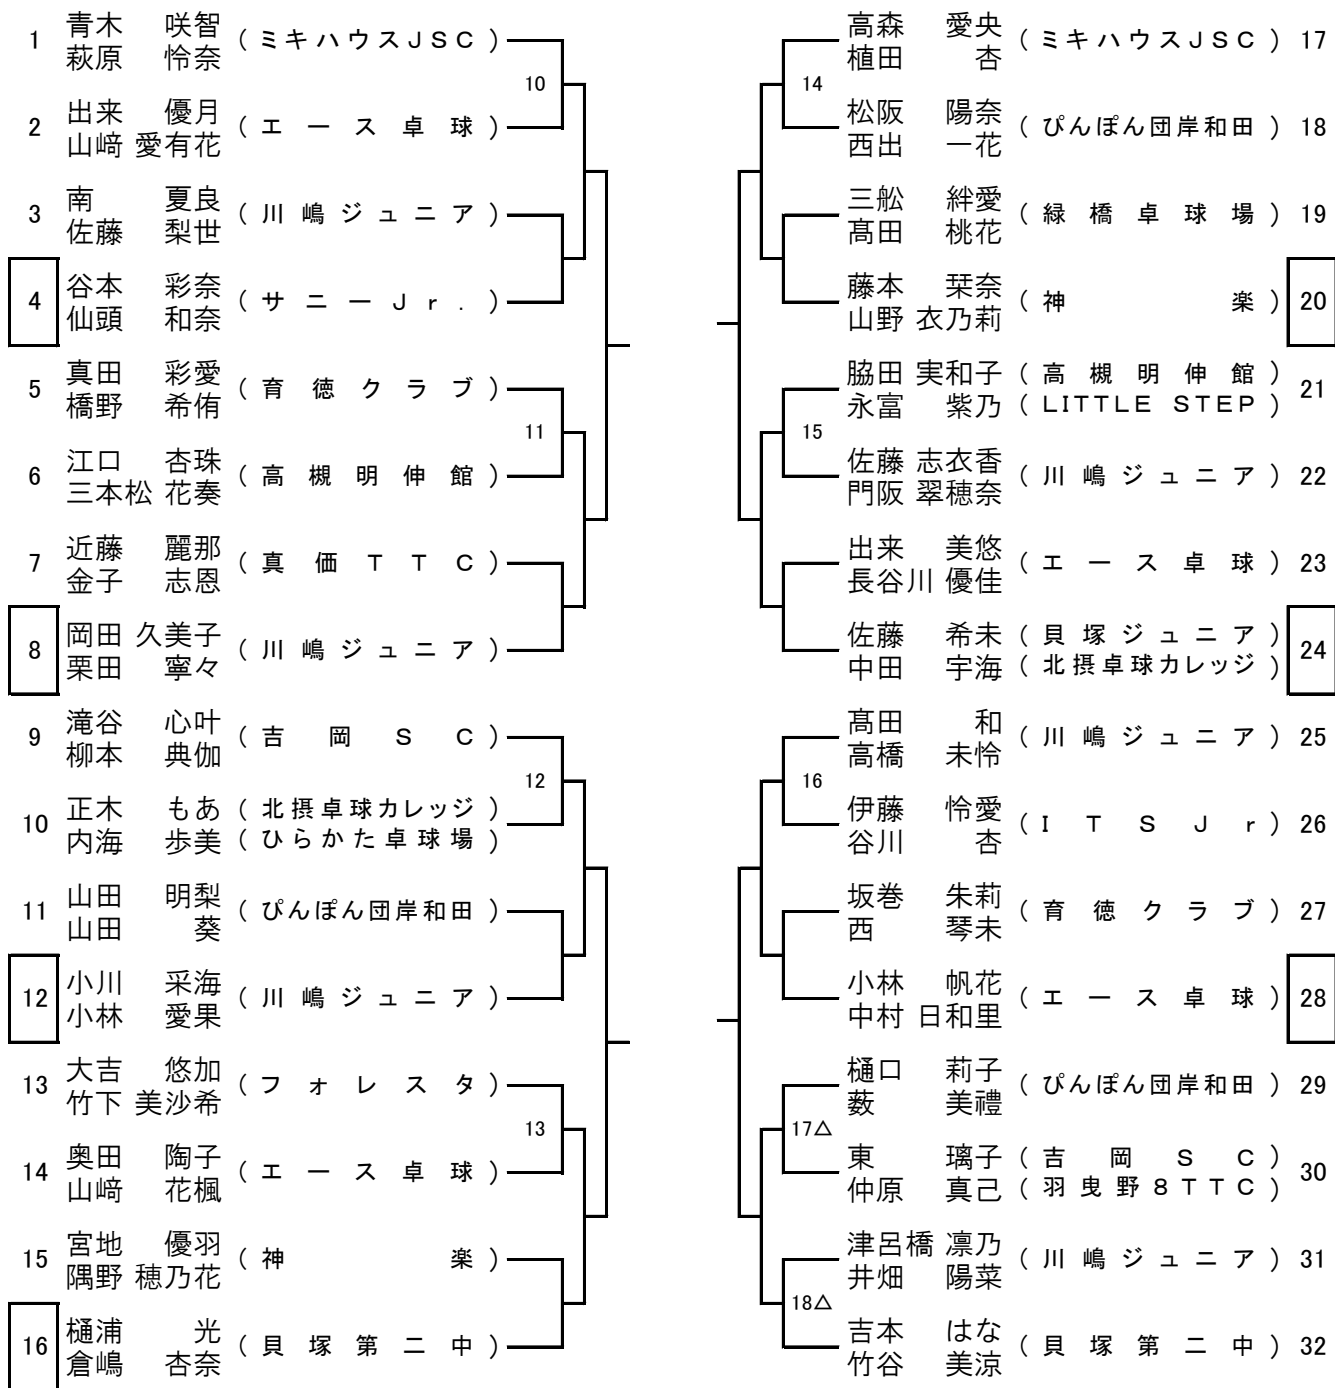 1 青木 咲智 (ミキハウスJSC)
萩原 怜奈
10
2 出来 優月 (エース卓球)
山﨑 愛有花
3 南 夏良 (川嶋ジュニア)
佐藤 梨世
4 谷本 彩奈 (サニーJr.)
仙頭 和奈
5 真田 彩愛 (育徳クラブ)
橋野 希侑
11
6 江口 杏珠 (高槻明伸館)
三本松 花奏
7 近藤 麗那 (真価TTC)
金子 志恩
8 岡田 久美子 (川嶋ジュニア)
栗田 寧々
9 滝谷 心叶 (吉岡SC)
柳本 典伽
12
10 正木 もあ (北摂卓球カレッジ)
内海 歩美 (ひらかた卓球場)
11 山田 明梨 (ぴんぽん団岸和田)
山田 葵
12 小川 采海 (川嶋ジュニア)
小林 愛果
13 大吉 悠加 (フォレスタ)
竹下 美沙希
13
14 奥田 陶子 (エース卓球)
山﨑 花楓
15 宮地 優羽 (神楽)
隅野 穂乃花
16 樋浦 光 (貝塚第二中)
倉嶋 杏奈
高森 愛央 (ミキハウスJSC) 17
植田 杏
14
松阪 陽奈 (ぴんぽん団岸和田) 18
西出 一花
三舩 絆愛 (緑橋卓球場) 19
髙田 桃花
藤本 栞奈 (神楽) 20
山野 衣乃莉
脇田 実和子 (高槻明伸館) 21
永富 紫乃 (LITTLE STEP)
15
佐藤 志衣香 (川嶋ジュニア) 22
門阪 翠穂奈
出来 美悠 (エース卓球) 23
長谷川 優佳
佐藤 希未 (貝塚ジュニア) 24
中田 宇海 (北摂卓球カレッジ)
髙田 和 (川嶋ジュニア) 25
高橋 未怜
16
伊藤 怜愛 (ITSJr) 26
谷川 杏
坂巻 朱莉 (育徳クラブ) 27
西 琴未
小林 帆花 (エース卓球) 28
中村 日和里
樋口 莉子 (ぴんぽん団岸和田) 29
薮 美禮
17△
東 璃子 (吉岡SC) 30
仲原 真己 (羽曳野8TTC)
津呂橋 凛乃 (川嶋ジュニア) 31
井畑 陽菜
18△
吉本 はな (貝塚第二中) 32
竹谷 美涼